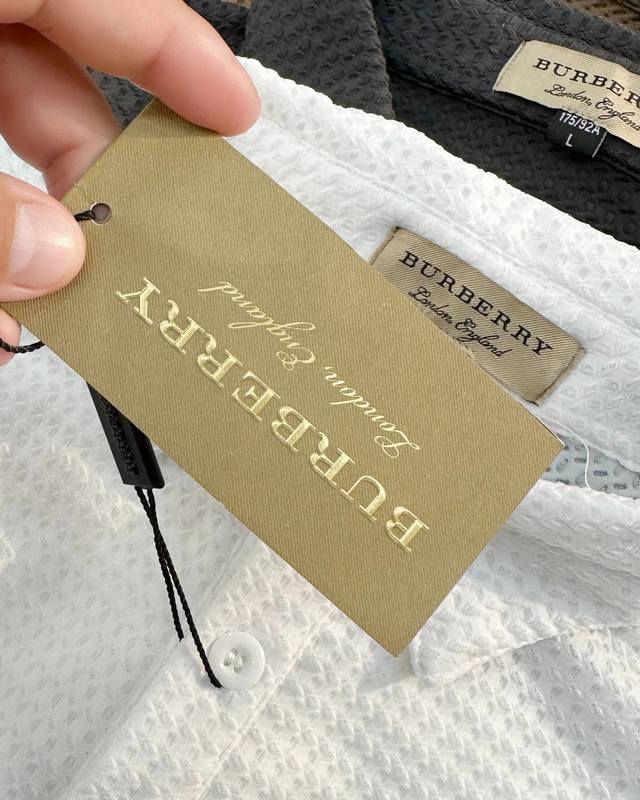 BURBER
London, Englan
175/92A
L
BURBERRY
London, England
BURBERRY
London, England